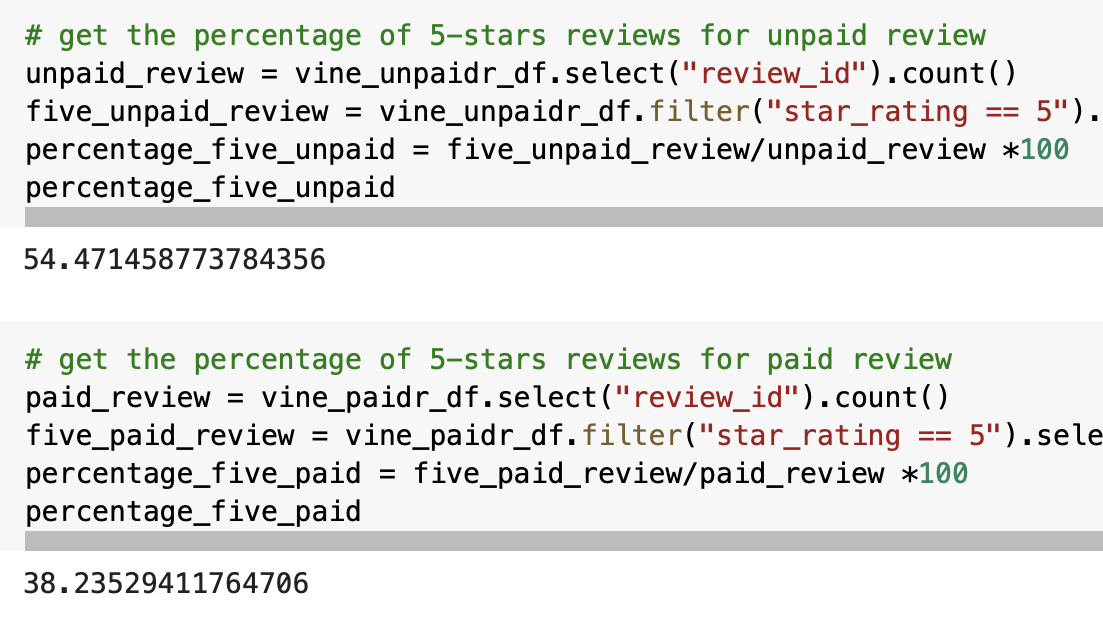 # get the percentage of 5-stars reviews for unpaid review
unpaid_review = vine_unpaidr_df.select("review_id").count()
five_unpaid_review = vine_unpaidr_df.filter("star_rating == 5").
percentage_five_unpaid = five_unpaid_review/unpaid_review *100
percentage_five_unpaid
54.471458773784356
# get the percentage of 5-stars reviews for paid review
paid_review = vine_paidr_df.select("review_id").count()
five_paid_review = vine_paidr_df.filter("star_rating == 5").sele
percentage_five_paid = five_paid_review/paid_review *100
percentage_five_paid
38.23529411764706